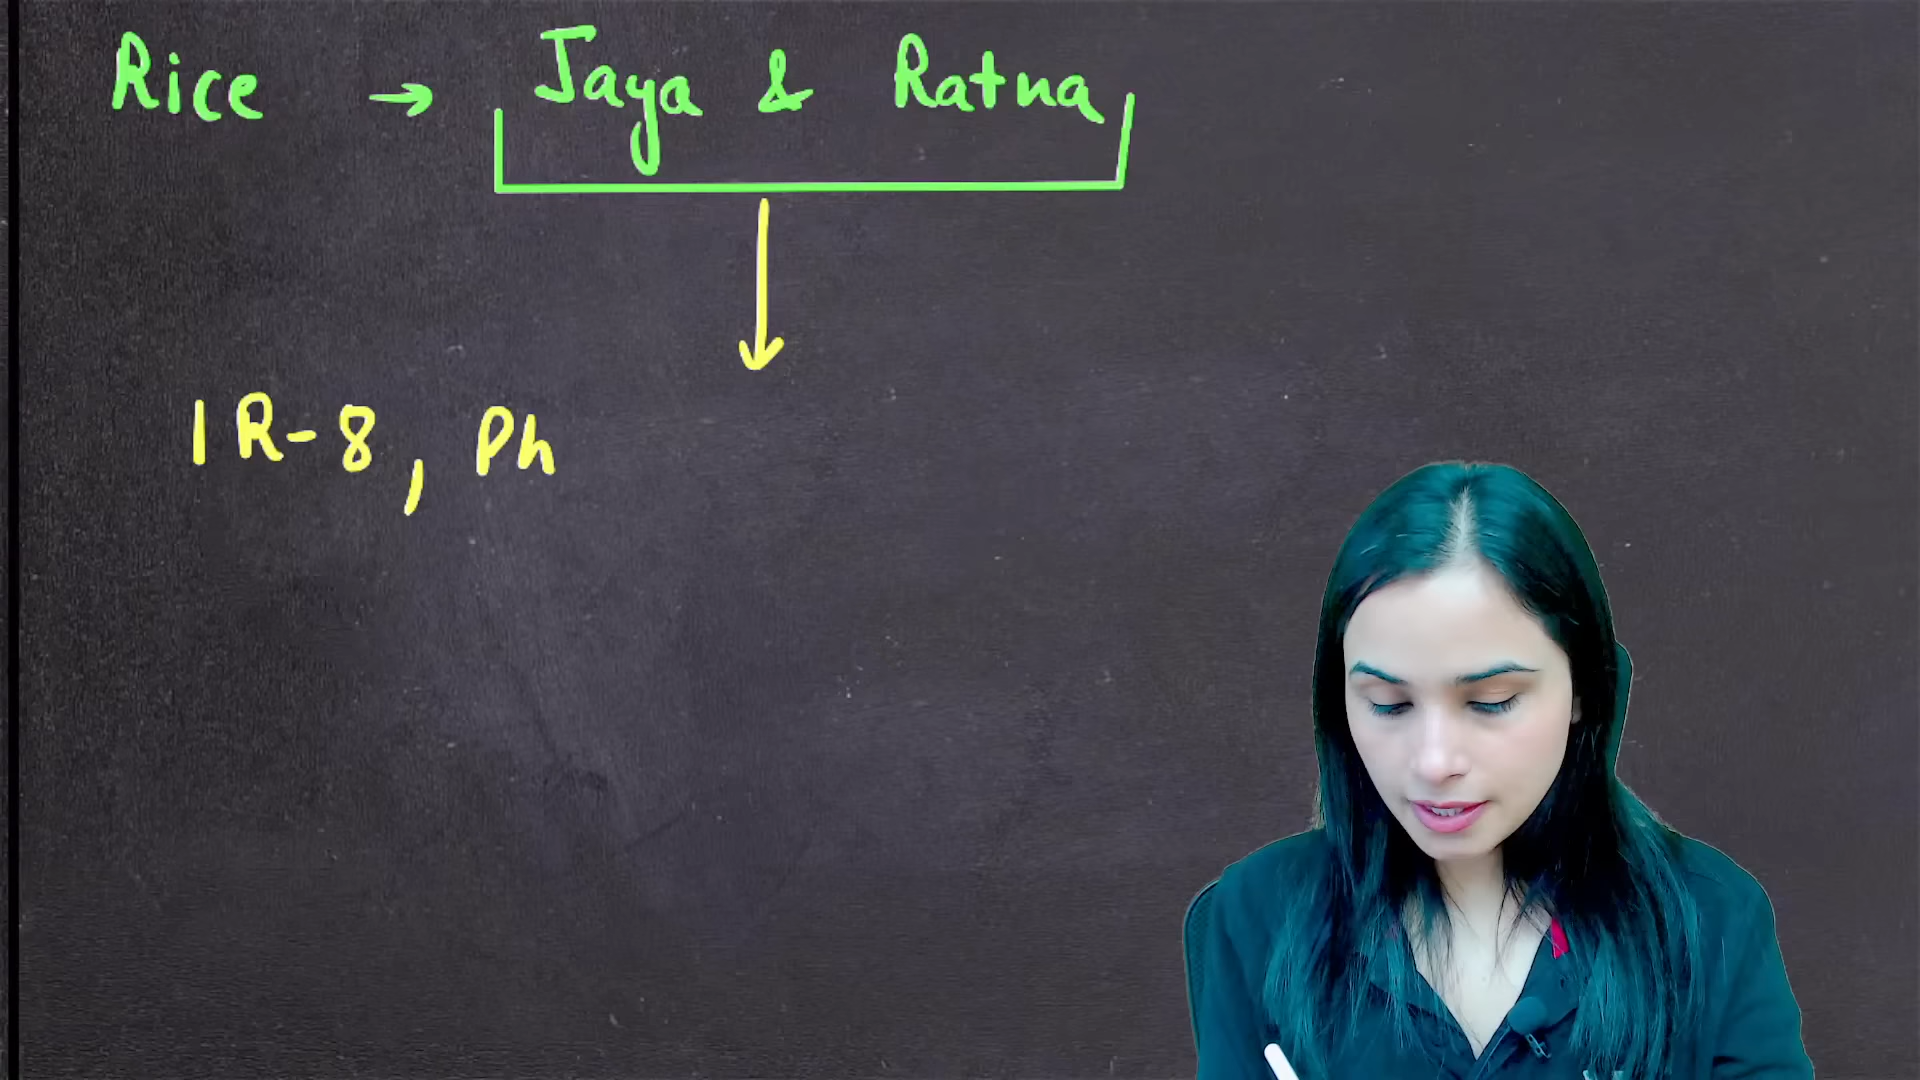 Rice → Jaya & Ratna
IR-8, Ph